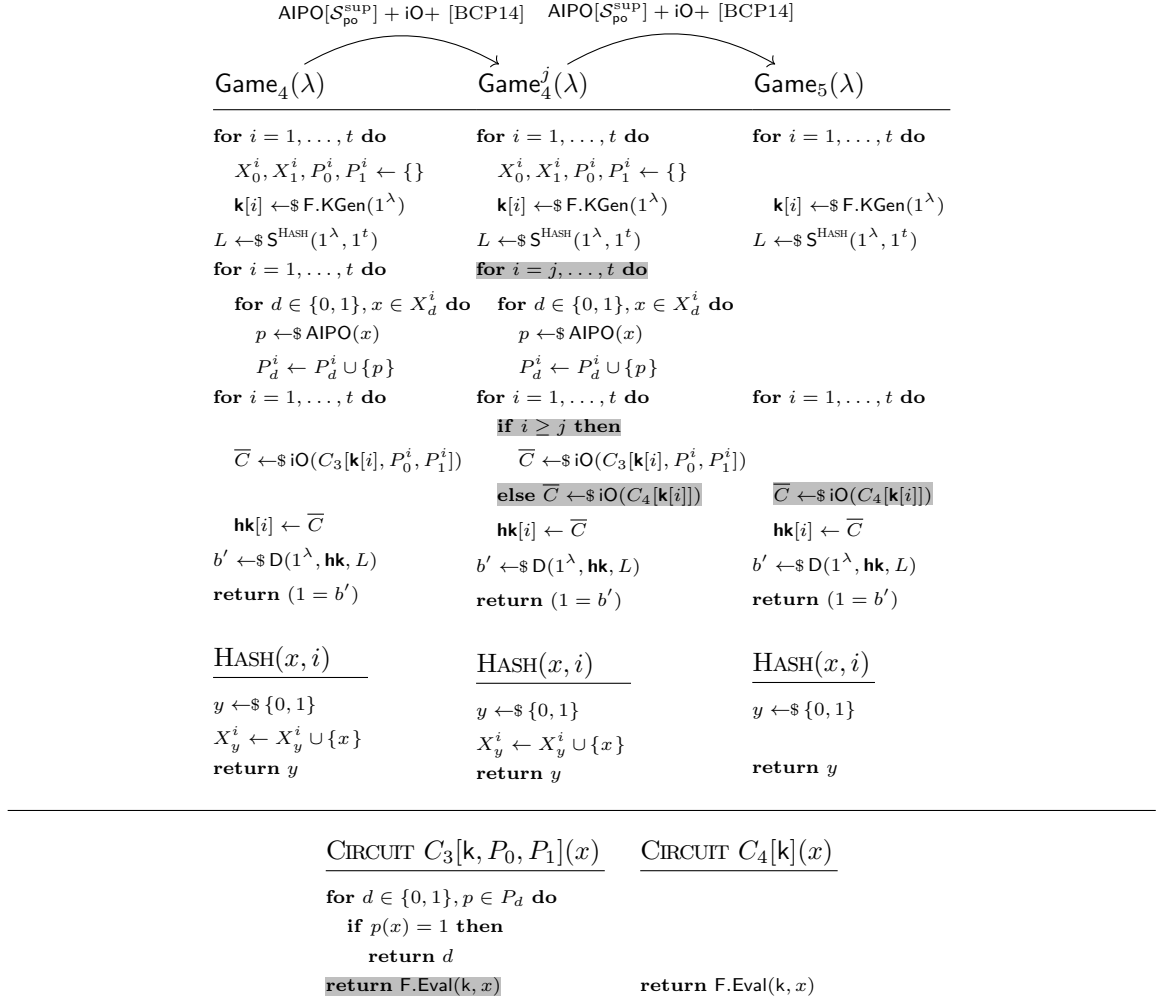 AIPO[S_po^sup] + iO+ [BCP14] AIPO[S_po^sup] + iO+ [BCP14]
Game_4(λ) Game_4^j(λ) Game_5(λ)
for i = 1, . . . , t do for i = 1, . . . , t do for i = 1, . . . , t do
X_0^i, X_1^i, P_0^i, P_1^i ← {} X_0^i, X_1^i, P_0^i, P_1^i ← {}
k[i] ←$ F.KGen(1^λ) k[i] ←$ F.KGen(1^λ) k[i] ←$ F.KGen(1^λ)
L ←$ S^HASH(1^λ, 1^t) L ←$ S^HASH(1^λ, 1^t) L ←$ S^HASH(1^λ, 1^t)
for i = 1, . . . , t do for i = j, . . . , t do
for d ∈ {0, 1}, x ∈ X_d^i do for d ∈ {0, 1}, x ∈ X_d^i do
p ←$ AIPO(x) p ←$ AIPO(x)
P_d^i ← P_d^i ∪ {p} P_d^i ← P_d^i ∪ {p}
for i = 1, . . . , t do for i = 1, . . . , t do for i = 1, . . . , t do
if i ≥ j then
C̅ ←$ iO(C_3[k[i], P_0^i, P_1^i]) C̅ ←$ iO(C_3[k[i], P_0^i, P_1^i])
else C̅ ←$ iO(C_4[k[i]]) C̅ ←$ iO(C_4[k[i]])
hk[i] ← C̅ hk[i] ← C̅ hk[i] ← C̅
b′ ←$ D(1^λ, hk, L) b′ ←$ D(1^λ, hk, L) b′ ←$ D(1^λ, hk, L)
return (1 = b′) return (1 = b′) return (1 = b′)
HASH(x, i) HASH(x, i) HASH(x, i)
y ←$ {0, 1} y ←$ {0, 1} y ←$ {0, 1}
X_y^i ← X_y^i ∪ {x} X_y^i ← X_y^i ∪ {x}
return y return y return y
CIRCUIT C_3[k, P_0, P_1](x) CIRCUIT C_4[k](x)
for d ∈ {0, 1}, p ∈ P_d do
if p(x) = 1 then
return d
return F.Eval(k, x) return F.Eval(k, x)